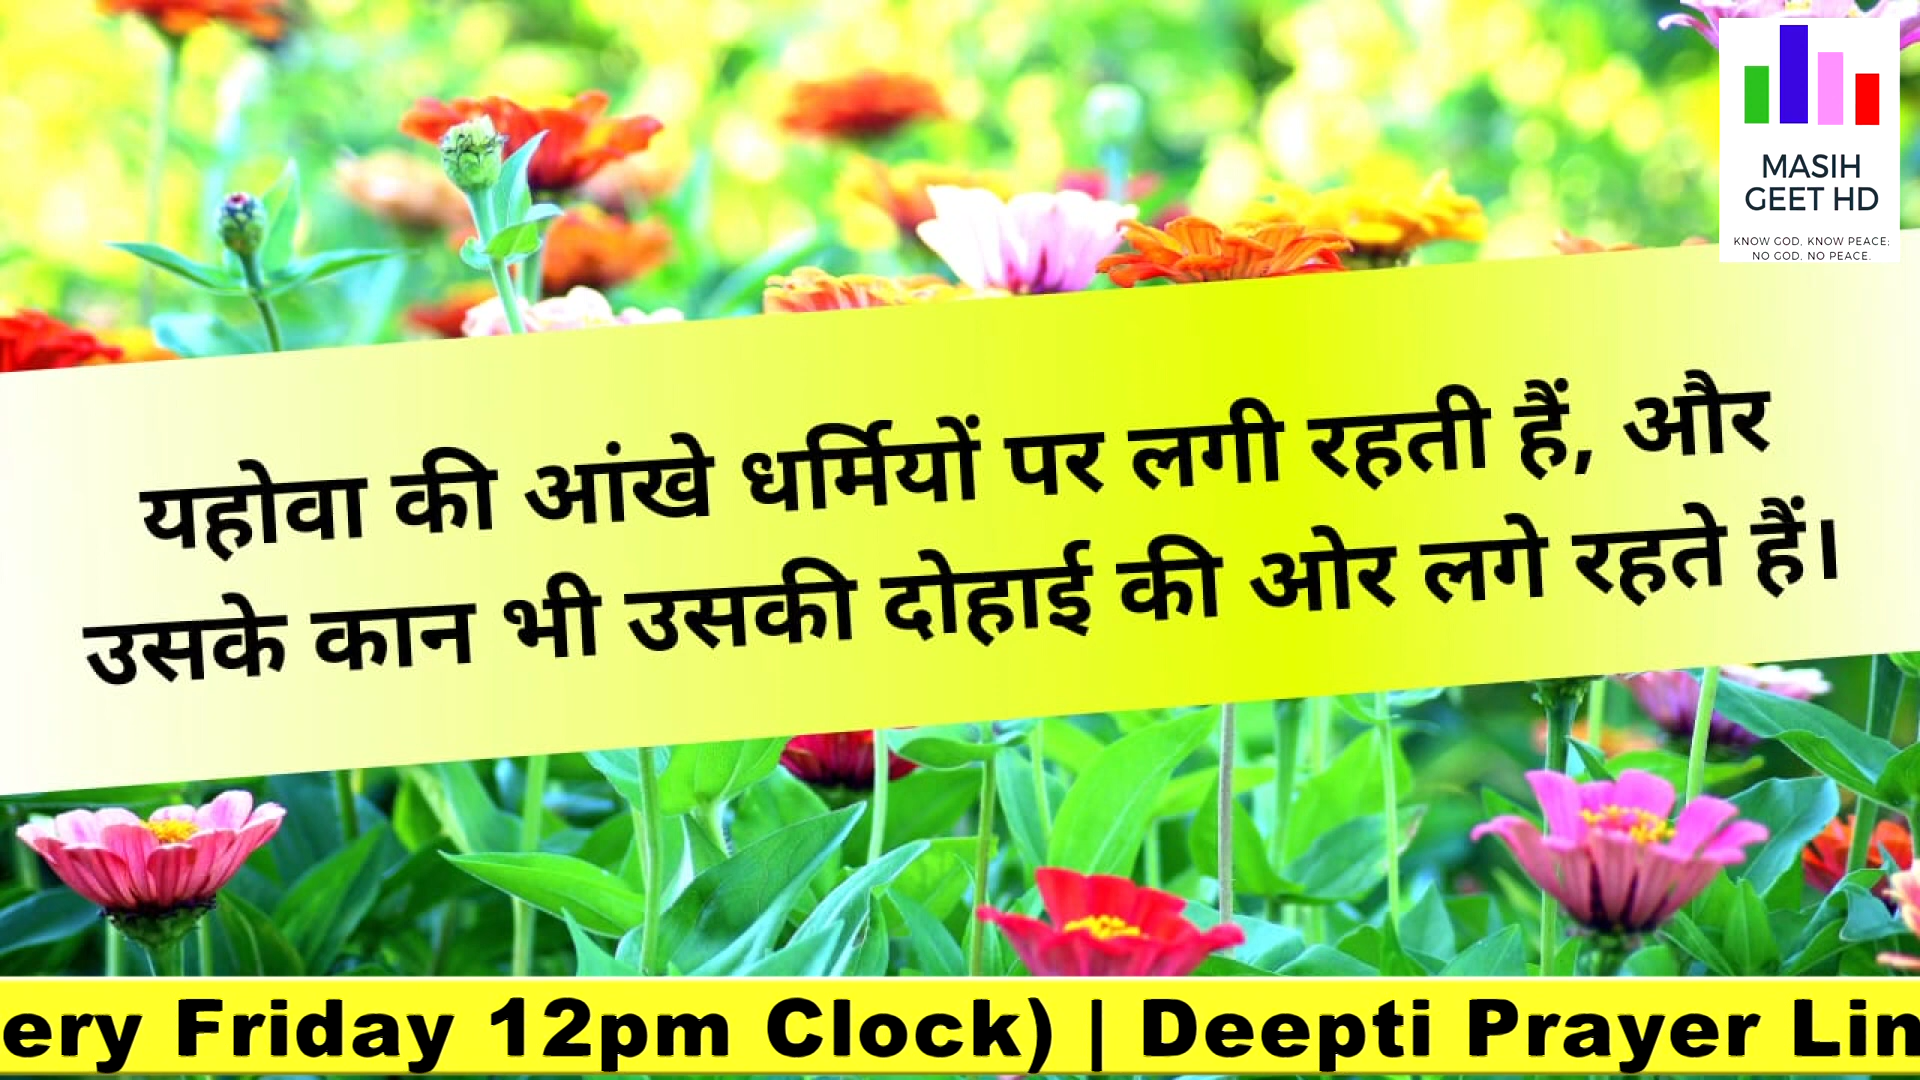 MASIH
GEET HD
KNOW GOD, KNOW PEACE;
NO GOD, NO PEACE.
यहोवा की आंखे धर्मियों पर लगी रहती हैं, और
उसके कान भी उसकी दोहाई की ओर लगे रहते हैं।
ery Friday 12pm Clock) | Deepti Prayer Lin